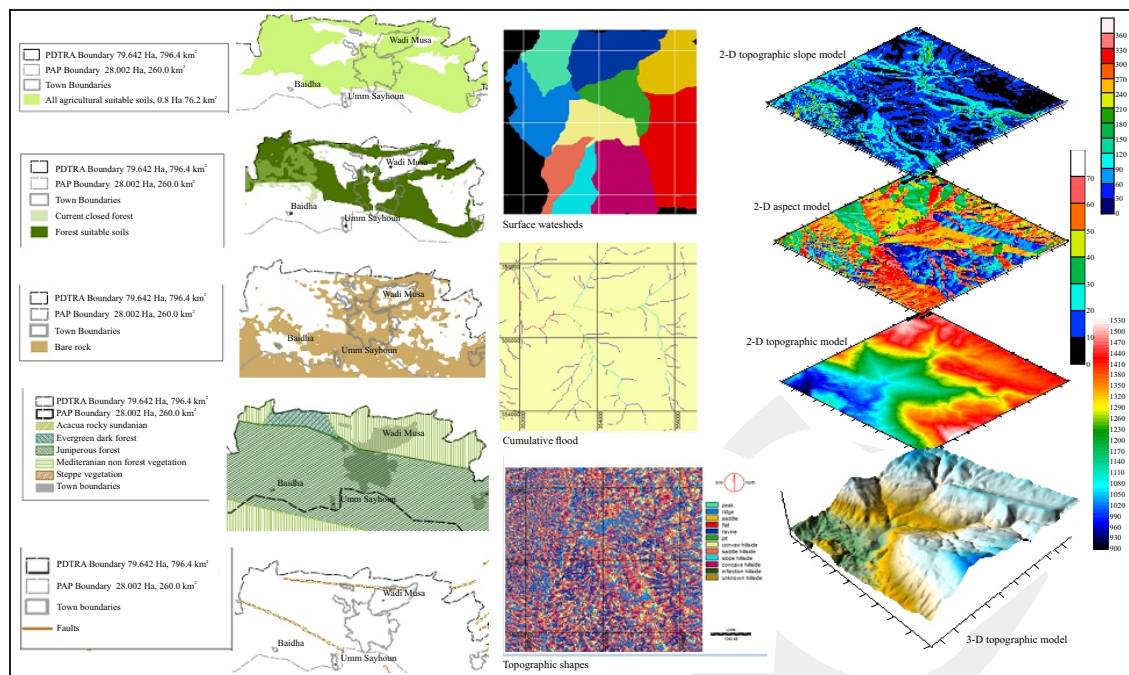 PDTRA Boundary 79.642 Ha, 796.4 km²
PAP Boundary 28.002 Ha, 260.0 km²
Town Boundaries
All agricultural suitable soils, 0.8 Ha 76.2 km²
Wadi Musa
Baidha
Umm Sayhoun
PDTRA Boundary 79.642 Ha, 796.4 km²
PAP Boundary 28.002 Ha, 260.0 km²
Town Boundaries
Current closed forest
Forest suitable soils
Wadi Musa
Baidha
Umm Sayhoun
PDTRA Boundary 79.642 Ha, 796.4 km²
PAP Boundary 28.002 Ha, 260.0 km²
Town Boundaries
Bare rock
Wadi Musa
Baidha
Umm Sayhoun
PDTRA Boundary 79.642 Ha, 796.4 km²
PAP Boundary 28.002 Ha, 260.0 km²
Acacua rocky sundanian
Evergreen dark forest
Juniperous forest
Mediteranian non forest vegetation
Steppe vegetation
Town boundaries
Wadi Musa
Baidha
Umm Sayhoun
PDTRA Boundary 79.642 Ha, 796.4 km²
PAP Boundary 28.002 Ha, 260.0 km²
Town boundaries
Faults
Wadi Musa
Baidha
Umm Sayhoun
Surface watesheds
Cumulative flood
peak
ridge
saddle
flat
ravine
pit
convex hillside
saddle hillside
slope hillside
concave hillside
inflection hillside
unknown hillside
Topographic shapes
2-D topographic slope model
360
330
300
270
240
210
180
150
120
90
60
30
0
2-D aspect model
70
60
50
40
30
20
10
0
2-D topographic model
1530
1500
1470
1440
1410
1380
1350
1320
1290
1260
1230
1200
1170
1140
1110
1080
1050
1020
990
960
930
900
3-D topographic model